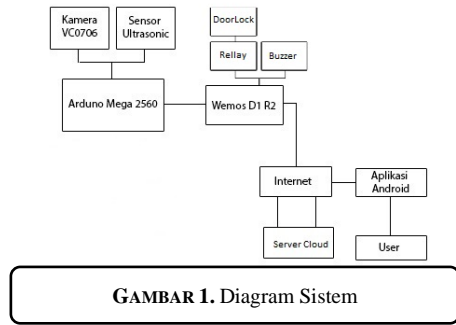 Kamera
VC0706
Sensor
Ultrasonic
DoorLock
Rellay
Buzzer
Arduno Mega 2560
Wemos D1 R2
Internet
Aplikasi
Android
Server Cloud
User
GAMBAR 1. Diagram Sistem